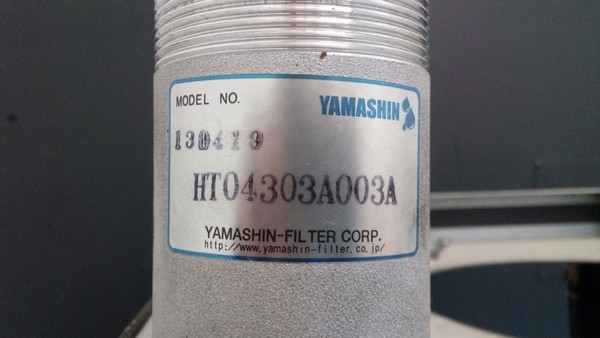 MODEL NO.
YAMASHIN
130419
HT04303A003A
YAMASHIN-FILTER CORP.
http://www.yamashin-filter.co.jp/